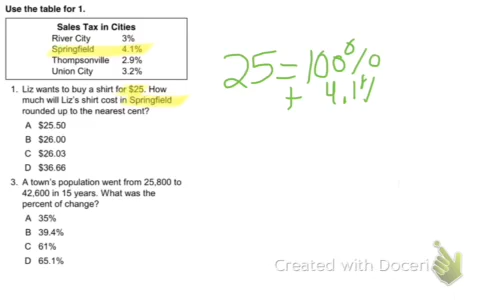 Use the table for 1.
Sales Tax in Cities
River City 3%
Springfield 4.1%
Thompsonville 2.9%
Union City 3.2%
1. Liz wants to buy a shirt for $25. How
much will Liz's shirt cost in Springfield
rounded up to the nearest cent?
A $25.50
B $26.00
C $26.03
D $36.66
3. A town's population went from 25,800 to
42,600 in 15 years. What was the
percent of change?
A 35%
B 39.4%
C 61%
D 65.1%
25 = 100%
+ 4.1%
Created with Doceri